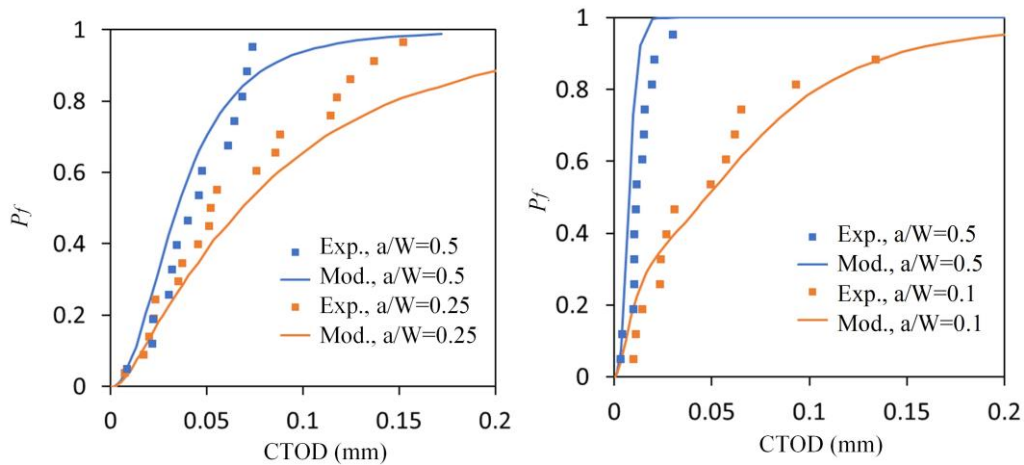 1
0.8
0.6
Pf
0.4
0.2
0
Exp., a/W=0.5
Mod., a/W=0.5
Exp., a/W=0.25
Mod., a/W=0.25
0 0.05 0.1 0.15 0.2
CTOD (mm)
1
0.8
0.6
Pf
0.4
0.2
0
Exp., a/W=0.5
Mod., a/W=0.5
Exp., a/W=0.1
Mod., a/W=0.1
0 0.05 0.1 0.15 0.2
CTOD (mm)